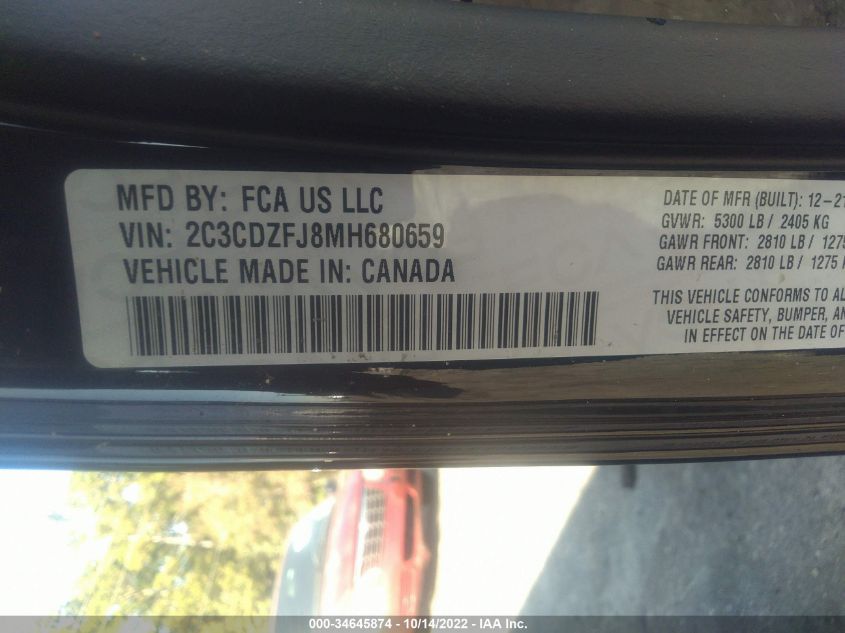 MFD BY: FCA US LLC
VIN: 2C3CDZFJ8MH680659
VEHICLE MADE IN: CANADA
DATE OF MFR (BUILT): 12-21
GVWR: 5300 LB / 2405 KG
GAWR FRONT: 2810 LB / 1275
GAWR REAR: 2810 LB / 1275
THIS VEHICLE CONFORMS TO
VEHICLE SAFETY, BUMPER,
IN EFFECT ON THE DATE OF
000-34645874 | 10/14/2022 - IAA Inc.